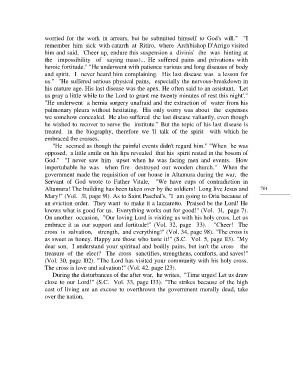 worried for the work in arrears, but he submitted himself to God's will." "I
remember him sick with catarrh at Rituro, where Archbishop D'Arrigo visited
him and said, 'Cheer up, endure this suspension a divinis' (he was hinting at
the impossibility of saying mass)... He suffered pains and privations with
heroic fortitude." "He underwent with patience various and long diseases of body
and spirit. I never heard him complaining. His last disease was a lesson for
us." "He suffered serious physical pains, especially the nervous-breakdown in
his mature age. His last disease was the apex. He often said to an assistant, 'Let
us pray a little while to the Lord to grant me twenty minutes of rest this night'."
"He underwent a hernia surgery unafraid and the extraction of water from his
pulmonary pleura without hesitating. His only worry was about the expenses
we somehow concealed. He also suffered the last disease valiantly, even though
he wished to recover to serve the institute." But the topic of his last disease is
treated in the biography, therefore we'll talk of the spirit with which he
embraced the crosses.
"He seemed as though the painful events didn't regard him." "When he was
opposed, a little smile on his lips revealed that his spirit rested in the bosom of
God." "I never saw him upset when he was facing men and events. How
imperturbable he was when fire destroyed our wooden church." When the
government made the requisition of our house in Altamura during the war, the
Servant of God wrote to Father Vitale, "We have cups of contradiction in
Altamura! The building has been taken over by the soldiers! Long live Jesus and
Mary!" (Vol. 31, page 9). As to Saint Paschal's, "I am going to Oria because of
an eviction order. They want to make it a lazzaretto. Praised be the Lord! He
knows what is good for us. Everything works out for good!" (Vol. 31, page 7).
On another occasion, "Our loving Lord is visiting us with his holy cross. Let us
embrace it as our support and fortitude!" (Vol. 32, page 33). "Cheer! The
cross is salvation, strength, and everything!" (Vol. 34, page 98). "The cross is
as sweet as honey. Happy are those who taste it!" (S.C. Vol. 5, page 113). "My
dear son, I understand your spiritual and bodily pains, but isn't the cross the
treasure of the elect? The cross sanctifies, strengthens, comforts, and saves!"
(Vol. 30, page 112). "The Lord has visited your community with his holy cross.
The cross is love and salvation!" (Vol. 42, page 123).
During the disturbances of the after war, he writes, "Time urges! Let us draw
close to our Lord!" (S.C. Vol. 33, page 133). "The strikes because of the high
cast of living are an excuse to overthrown the government morally dead, take
over the nation.
701